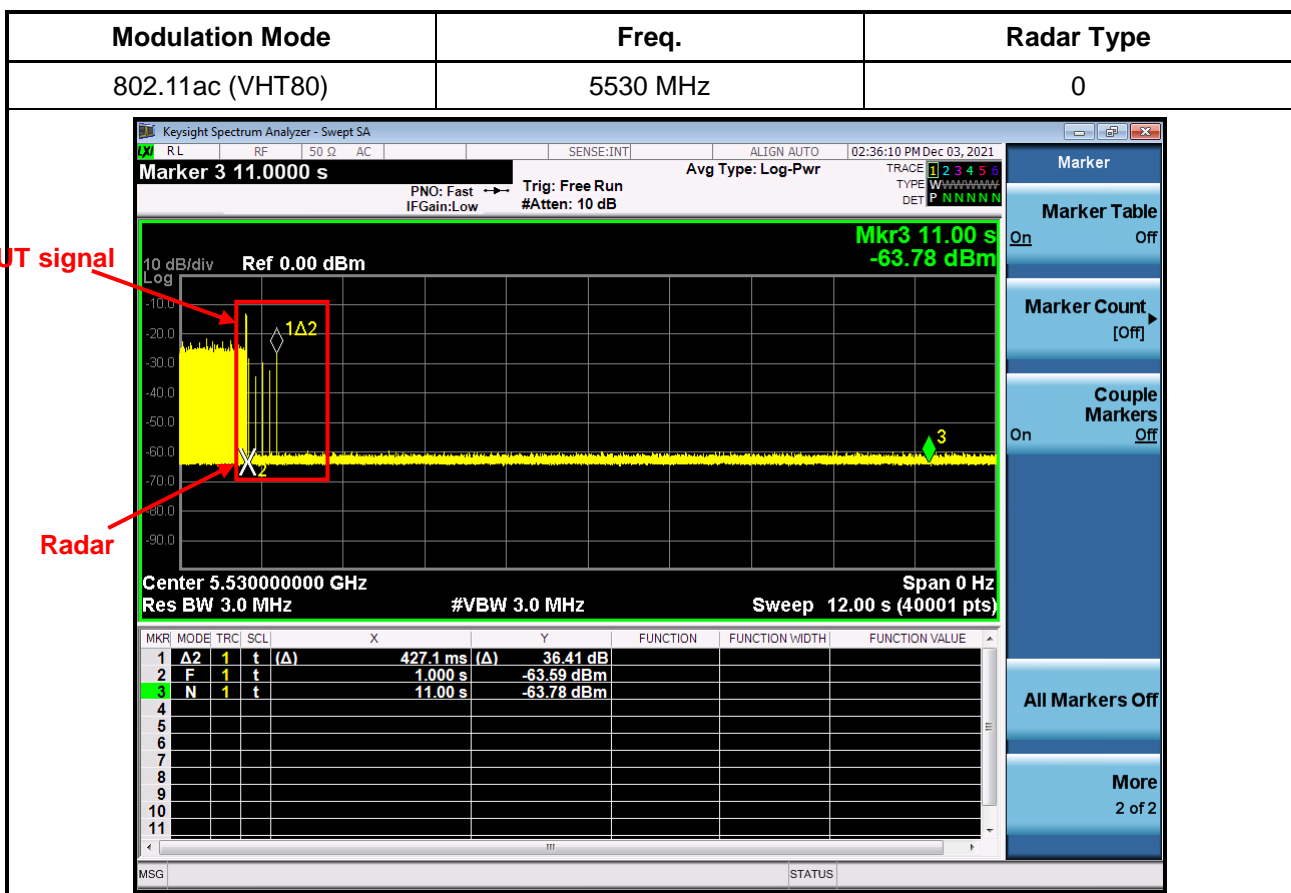 Modulation Mode Freq. Radar Type
802.11ac (VHT80) 5530 MHz 0
Keysight Spectrum Analyzer - Swept SA
LXI RL RF 50 Ω AC SENSE:INT ALIGN AUTO 02:36:10 PM Dec 03, 2021
Marker 3 11.0000 s
PNO: Fast
IFGain:Low
Trig: Free Run
#Atten: 10 dB
Avg Type: Log-Pwr
TRACE 1 2 3 4 5 6
TYPE WWWWWW
DET P N N N N N
Mkr3 11.00 s
-63.78 dBm
10 dB/div Ref 0.00 dBm
Log
-10.0
-20.0
-30.0
-40.0
-50.0
-60.0
-70.0
-80.0
-90.0
UT signal
Radar
1Δ2
X2
3
Center 5.530000000 GHz Span 0 Hz
Res BW 3.0 MHz #VBW 3.0 MHz Sweep 12.00 s (40001 pts)
MKR MODE TRC SCL X Y FUNCTION FUNCTION WIDTH FUNCTION VALUE
1 Δ2 1 t (Δ) 427.1 ms (Δ) 36.41 dB
2 F 1 t 1.000 s -63.59 dBm
3 N 1 t 11.00 s -63.78 dBm
4
5
6
7
8
9
10
11
MSG STATUS
Marker
Marker Table
On Off
Marker Count
[Off]
Couple
Markers
On Off
All Markers Off
More
2 of 2